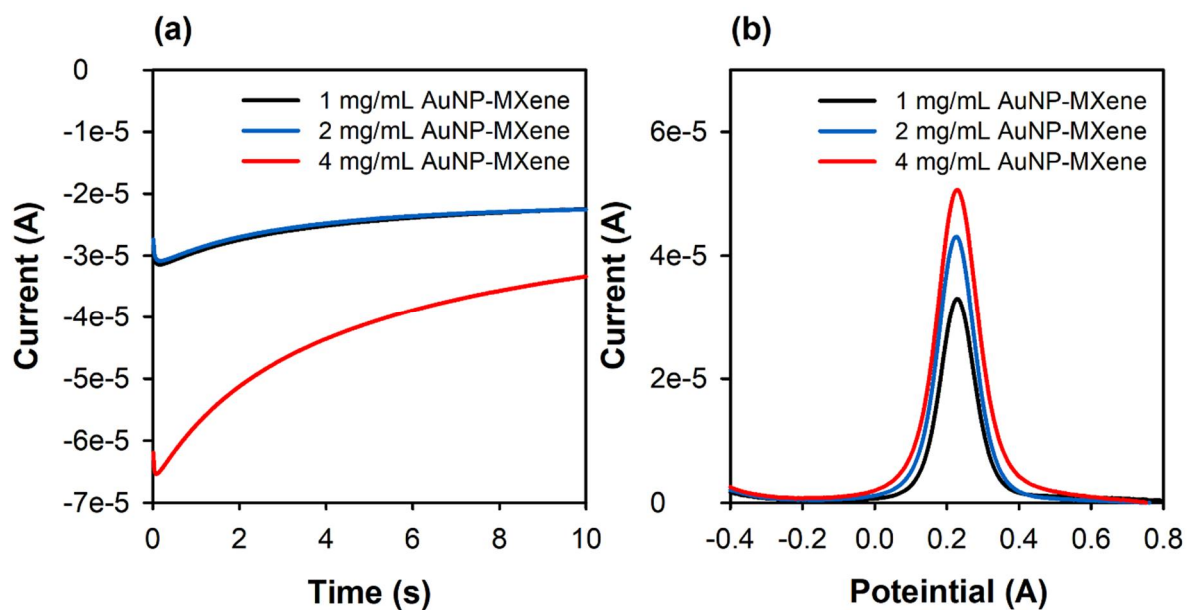 (a)
0
-1e-5
-2e-5
-3e-5
-4e-5
-5e-5
-6e-5
-7e-5
Current (A)
1 mg/mL AuNP-MXene
2 mg/mL AuNP-MXene
4 mg/mL AuNP-MXene
0 2 4 6 8 10
Time (s)
(b)
6e-5
4e-5
2e-5
0
Current (A)
1 mg/mL AuNP-MXene
2 mg/mL AuNP-MXene
4 mg/mL AuNP-MXene
-0.4 -0.2 0.0 0.2 0.4 0.6 0.8
Poteintial (A)